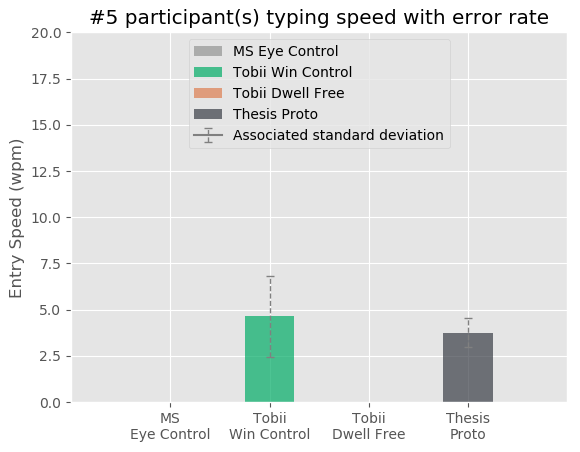 #5 participant(s) typing speed with error rate
MS Eye Control
Tobii Win Control
Tobii Dwell Free
Thesis Proto
Associated standard deviation
Entry Speed (wpm)
20.0
17.5
15.0
12.5
10.0
7.5
5.0
2.5
0.0
MS
Eye Control
Tobii
Win Control
Tobii
Dwell Free
Thesis
Proto